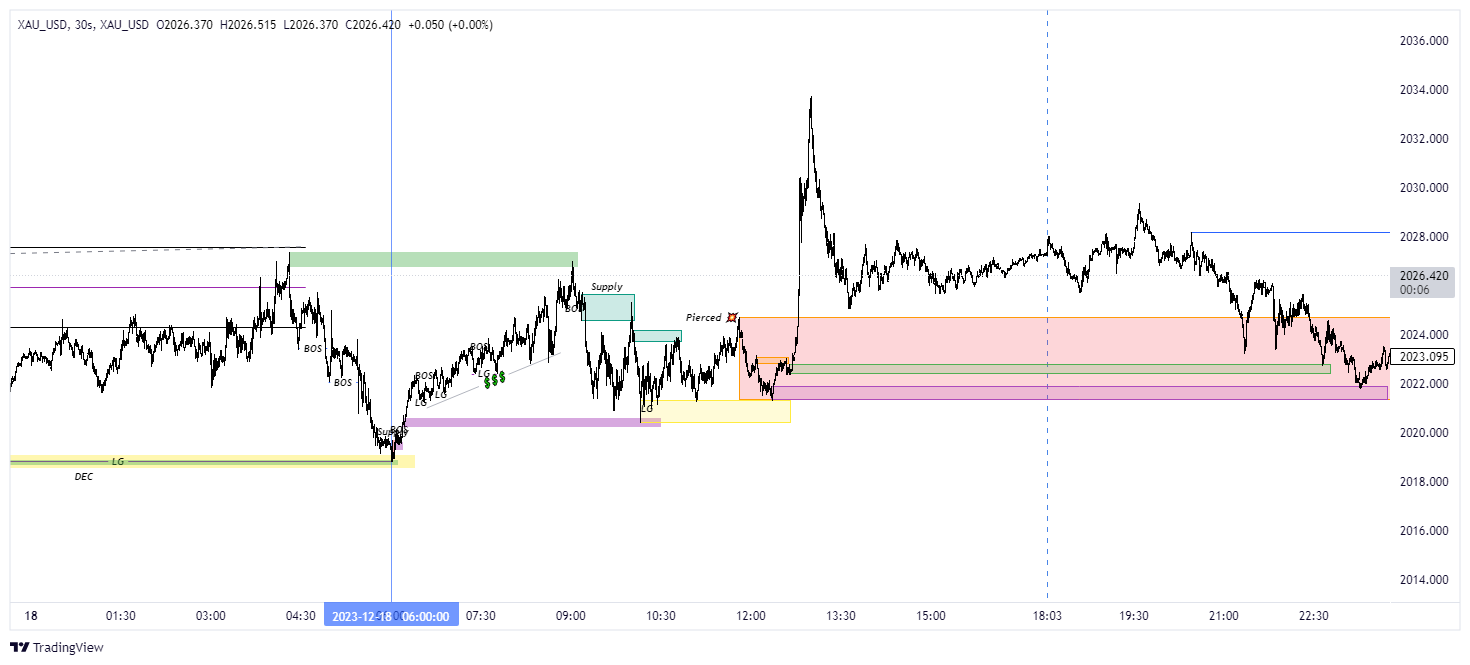 XAU_USD, 30s, XAU_USD O2026.370 H2026.515 L2026.370 C2026.420 +0.050 (+0.00%)
2036.000
2034.000
2032.000
2030.000
2028.000
2026.420
00:06
2024.000
2023.095
2022.000
2020.000
2018.000
2016.000
2014.000
Supply
Pierced 💥
BOS
BOS
BOS
BOS
BOS
LG
💲💲💲
LG
LG
LG
Supply
BOS
LG
DEC
18 01:30 03:00 04:30 2023-12-18 06:00:00 07:30 09:00 10:30 12:00 13:30 15:00 18:03 19:30 21:00 22:30
TradingView